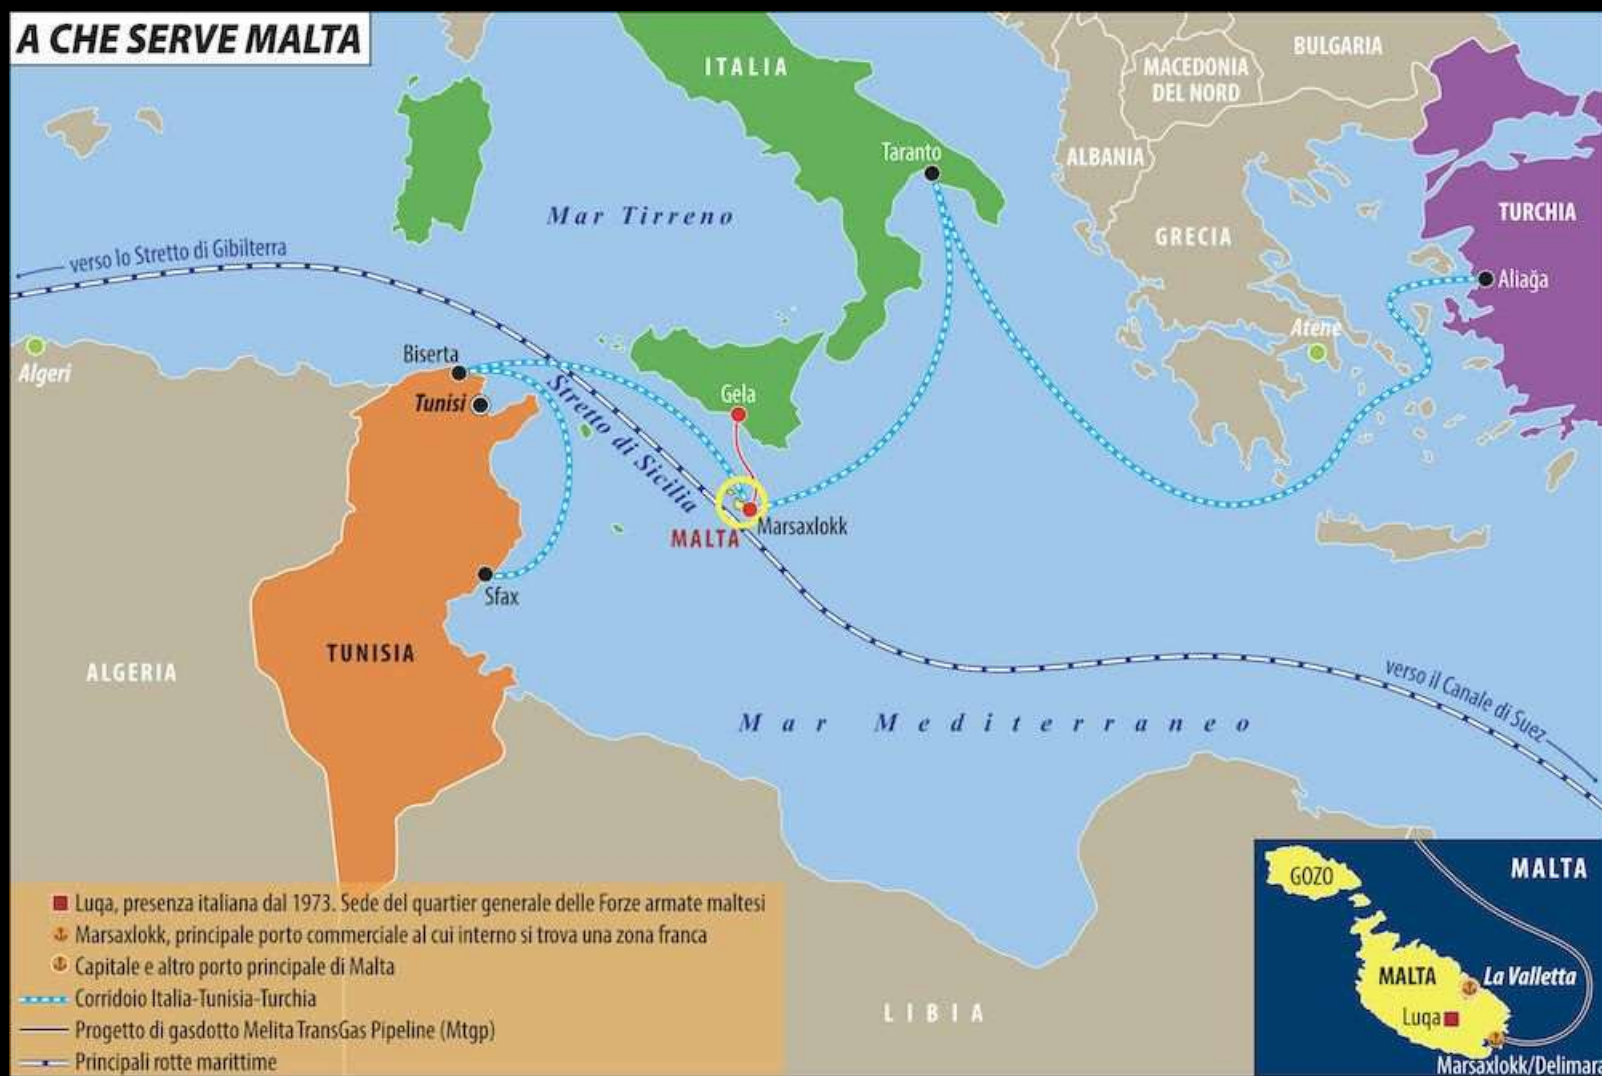 A CHE SERVE MALTA
ITALIA
BULGARIA
MACEDONIA
DEL NORD
Taranto
ALBANIA
Mar Tirreno
TURCHIA
GRECIA
verso lo Stretto di Gibilterra
Aliağa
Atene
Algeri
Biserta
Tunisi
Stretto di Sicilia
Gela
Marsaxlokk
MALTA
Sfax
TUNISIA
ALGERIA
verso il Canale di Suez
Mar Mediterraneo
LIBIA
Luqa, presenza italiana dal 1973. Sede del quartier generale delle Forze armate maltesi
Marsaxlokk, principale porto commerciale al cui interno si trova una zona franca
Capitale e altro porto principale di Malta
Corridoio Italia-Tunisia-Turchia
Progetto di gasdotto Melita TransGas Pipeline (Mtgp)
Principali rotte marittime
MALTA
GOZO
MALTA
La Valletta
Luqa
Marsaxlokk/Delimara